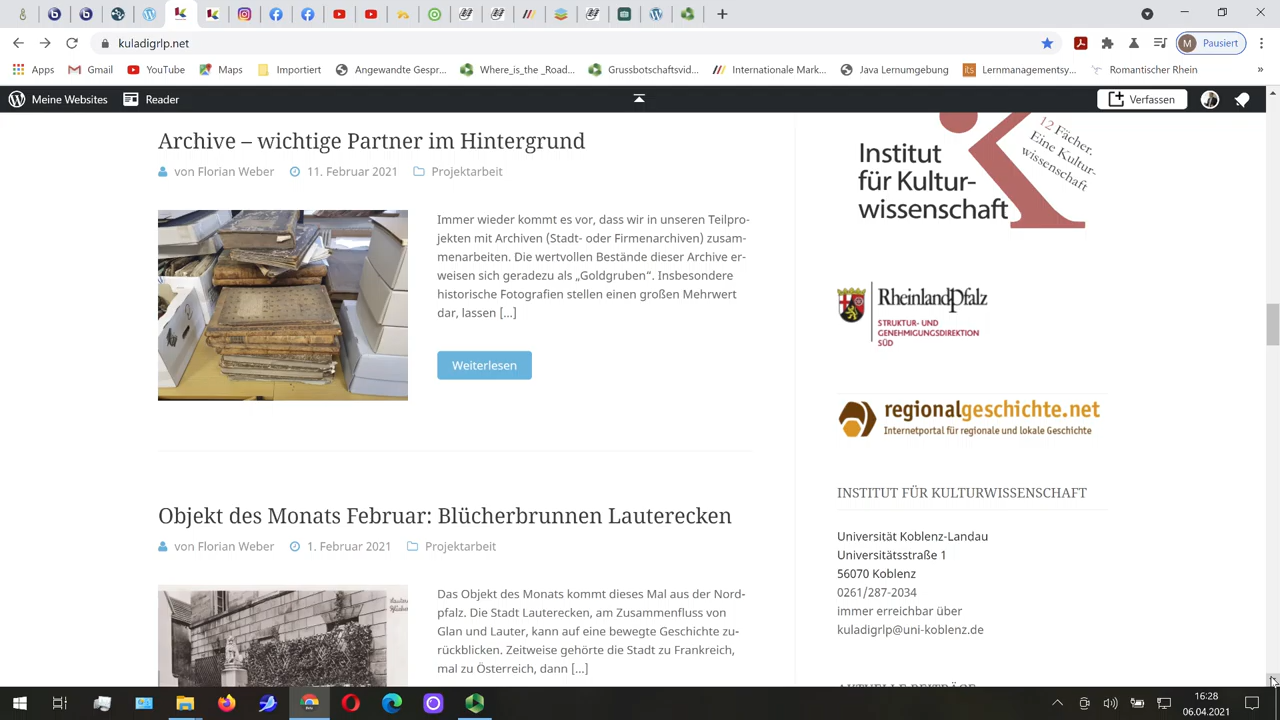 kuladigrlp.net
Pausiert
Apps
Gmail
YouTube
Maps
Importiert
Angewandte Gespr...
Where_is_the _Road...
Grussbotschaftsvid...
Internationale Mark...
Java Lernumgebung
Lernmanagementsy...
Romantischer Rhein
Meine Websites
Reader
Verfassen
Archive – wichtige Partner im Hintergrund
von Florian Weber
11. Februar 2021
Projektarbeit
Immer wieder kommt es vor, dass wir in unseren Teilpro-
jekten mit Archiven (Stadt- oder Firmenarchiven) zusam-
menarbeiten. Die wertvollen Bestände dieser Archive er-
weisen sich geradezu als „Goldgruben“. Insbesondere
historische Fotografien stellen einen großen Mehrwert
dar, lassen [...]
Weiterlesen
Objekt des Monats Februar: Blücherbrunnen Lauterecken
von Florian Weber
1. Februar 2021
Projektarbeit
Das Objekt des Monats kommt dieses Mal aus der Nord-
pfalz. Die Stadt Lauterecken, am Zusammenfluss von
Glan und Lauter, kann auf eine bewegte Geschichte zu-
rückblicken. Zeitweise gehörte die Stadt zu Frankreich,
mal zu Österreich, dann [...]
12 Fächer.
Eine Kultur-
wissenschaft
Institut
für Kultur-
wissenschaft
RheinlandPfalz
STRUKTUR- UND
GENEHMIGUNGSDIREKTION
SÜD
regionalgeschichte.net
Internetportal für regionale und lokale Geschichte
INSTITUT FÜR KULTURWISSENSCHAFT
Universität Koblenz-Landau
Universitätsstraße 1
56070 Koblenz
0261/287-2034
immer erreichbar über
kuladigrlp@uni-koblenz.de
AKTUELLE BEITRÄGE
16:28
06.04.2021